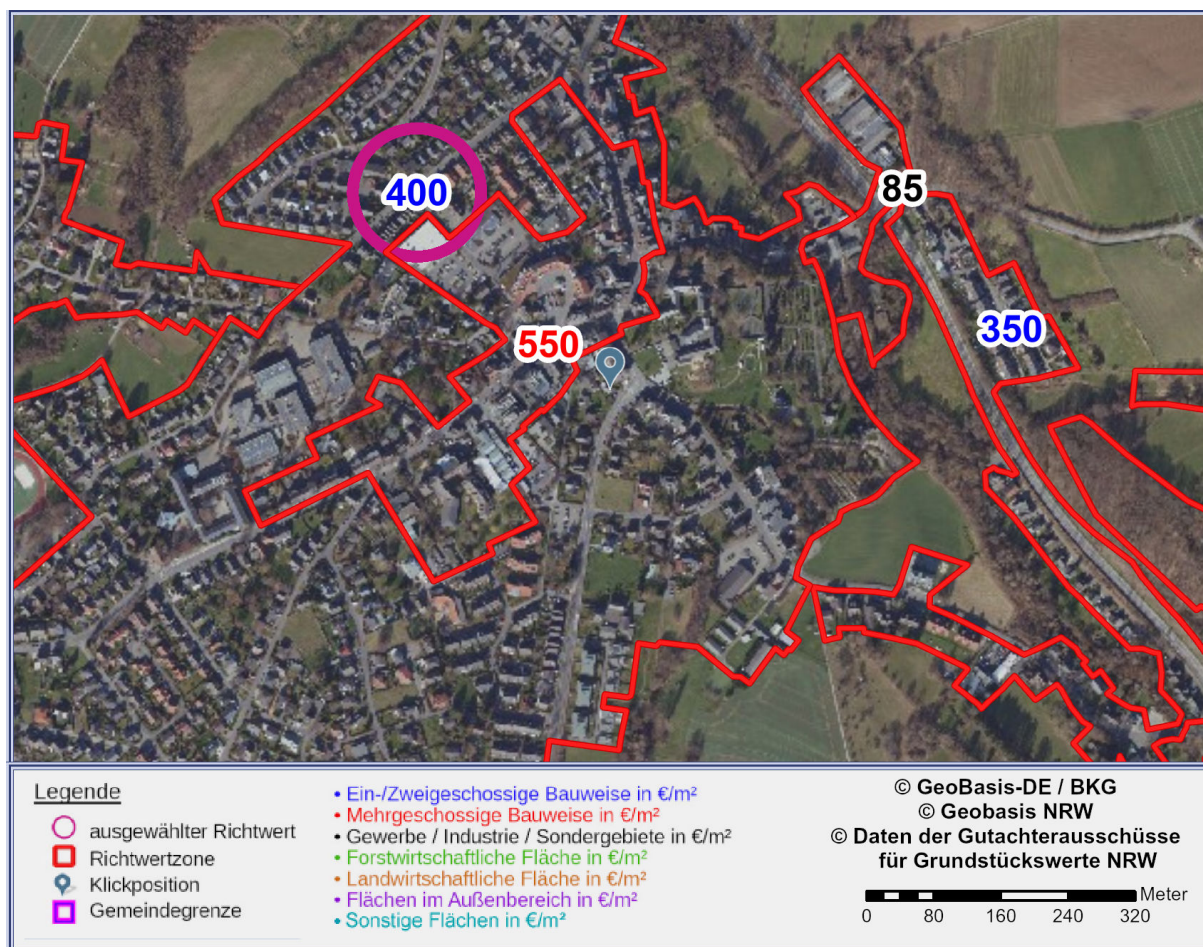 400
85
350
550
Legende
ausgewählter Richtwert
Richtwertzone
Klickposition
Gemeindegrenze
• Ein-/Zweigeschossige Bauweise in €/m²
• Mehrgeschossige Bauweise in €/m²
• Gewerbe / Industrie / Sondergebiete in €/m²
• Forstwirtschaftliche Fläche in €/m²
• Landwirtschaftliche Fläche in €/m²
• Flächen im Außenbereich in €/m²
• Sonstige Flächen in €/m²
© GeoBasis-DE / BKG
© Geobasis NRW
© Daten der Gutachterausschüsse
für Grundstückswerte NRW
Meter
0 80 160 240 320